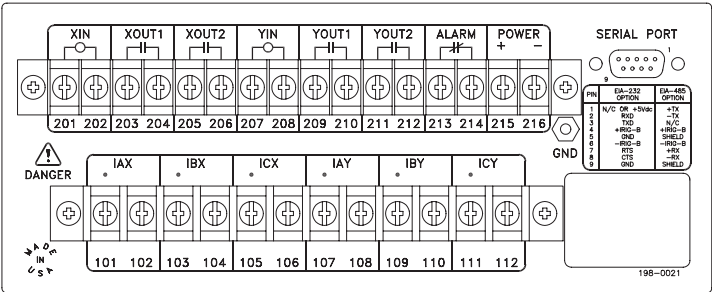 XIN XOUT1 XOUT2 YIN YOUT1 YOUT2 ALARM POWER
+ −
201 202 203 204 205 206 207 208 209 210 211 212 213 214 215 216
SERIAL PORT
1
9
PIN EIA-232 OPTION EIA-485 OPTION
1 N/C OR +5Vdc +TX
2 RXD −TX
3 TXD N/C
4 +IRIG-B +IRIG-B
5 GND SHIELD
6 −IRIG-B −IRIG-B
7 RTS +RX
8 CTS −RX
9 GND SHIELD
GND
DANGER
IAX IBX ICX IAY IBY ICY
101 102 103 104 105 106 107 108 109 110 111 112
MADE
IN
USA
198-0021